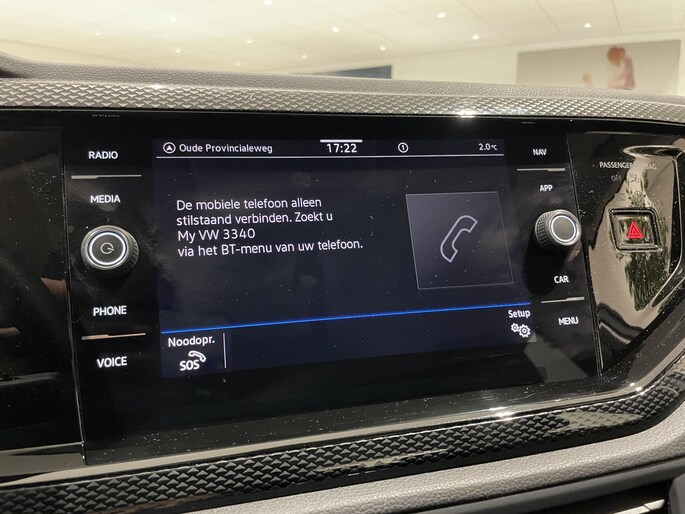 RADIO
MEDIA
PHONE
VOICE
Oude Provincialeweg 17:22 1 2.0°C
De mobiele telefoon alleen
stilstaand verbinden. Zoekt u
My VW 3340
via het BT-menu van uw telefoon.
Noodopr.
SOS
Setup
NAV
APP
CAR
MENU